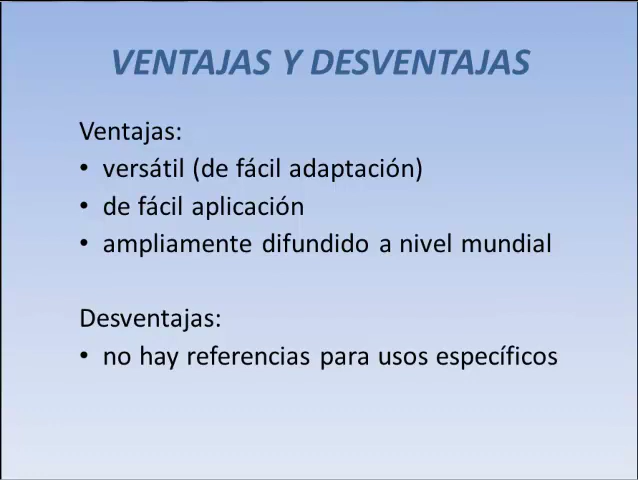 VENTAJAS Y DESVENTAJAS
Ventajas:
• versátil (de fácil adaptación)
• de fácil aplicación
• ampliamente difundido a nivel mundial
Desventajas:
• no hay referencias para usos específicos